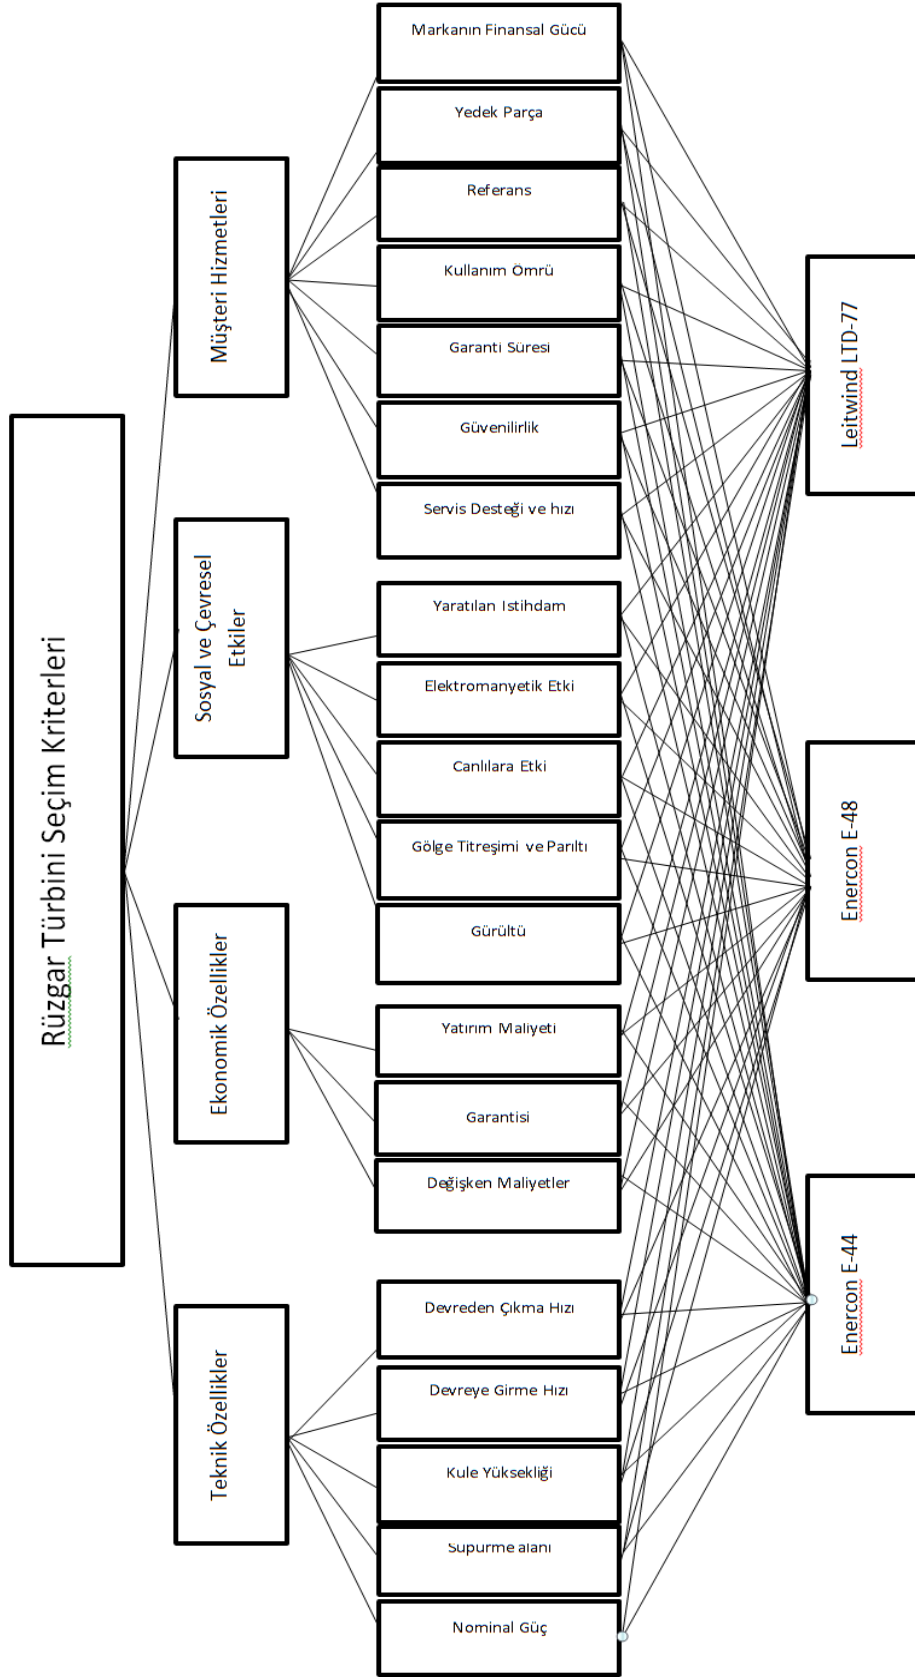 Rüzgar Türbini Seçim Kriterleri
Müşteri Hizmetleri
Sosyal ve Çevresel
Etkiler
Ekonomik Özellikler
Teknik Özellikler
Markanın Finansal Gücü
Yedek Parça
Referans
Kullanım Ömrü
Garanti Süresi
Güvenilirlik
Servis Desteği ve hızı
Yaratılan Istihdam
Elektromanyetik Etki
Canlılara Etki
Gölge Titreşimi ve Parıltı
Gürültü
Yatırım Maliyeti
Garantisi
Değişken Maliyetler
Devreden Çıkma Hızı
Devreye Girme Hızı
Kule Yüksekliği
Süpürme alanı
Nominal Güç
Leitwind LTD-77
Enercon E-48
Enercon E-44